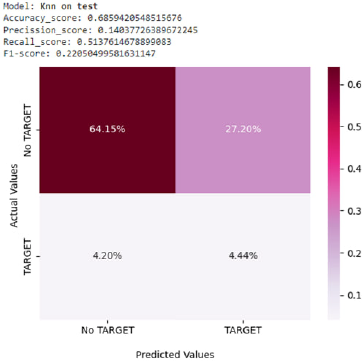 Model: Knn on test
Accuracy_score: 0.6859420548515676
Precission_score: 0.14037726389672245
Recall_score: 0.5137614678899083
F1-score: 0.22050499581631147
64.15%
27.20%
4.20%
4.44%
No TARGET
TARGET
Actual Values
No TARGET
TARGET
Predicted Values
0.6
0.5
0.4
0.3
0.2
0.1